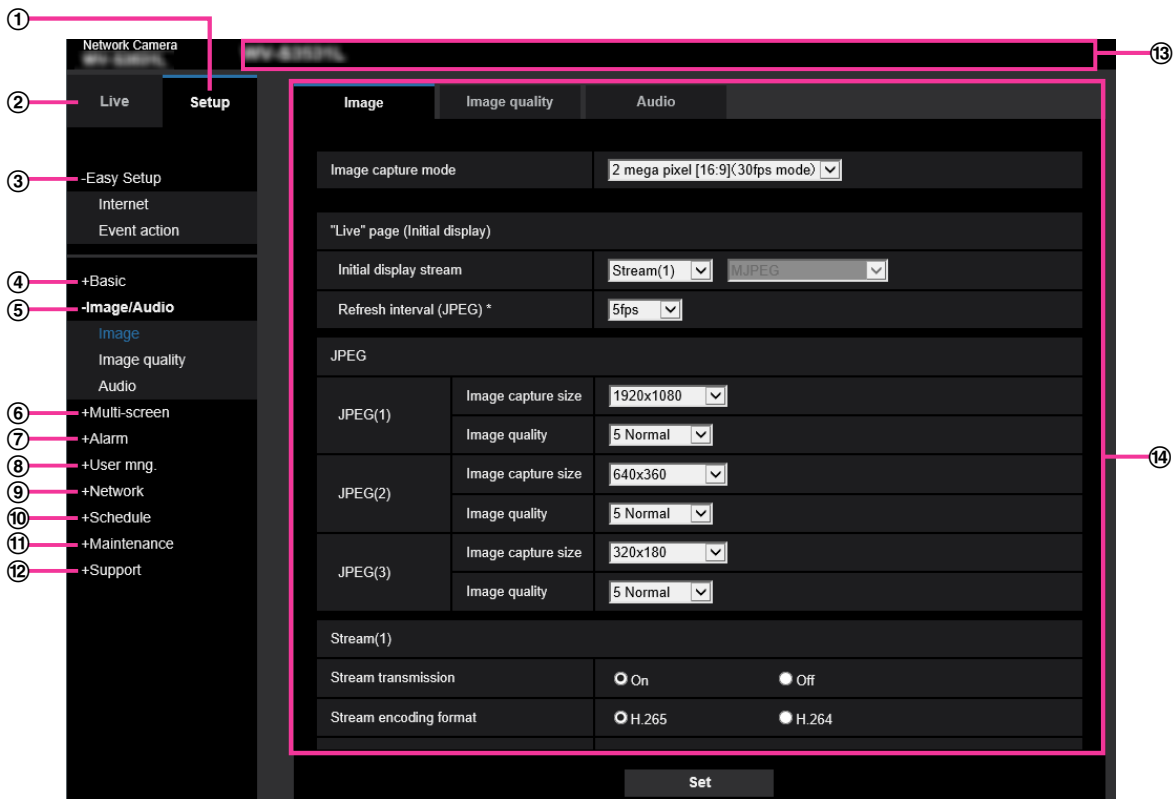 ①
Network Camera
⑬
② Live Setup
Image Image quality Audio
Image capture mode 2 mega pixel [16:9](30fps mode)
③ -Easy Setup
Internet
Event action
"Live" page (Initial display)
Initial display stream Stream(1) MJPEG
Refresh interval (JPEG) * 5fps
④ +Basic
⑤ -Image/Audio
Image
Image quality
Audio
⑥ +Multi-screen
⑦ +Alarm
⑧ +User mng.
⑨ +Network
⑩ +Schedule
⑪ +Maintenance
⑫ +Support
JPEG
JPEG(1) Image capture size 1920x1080
Image quality 5 Normal
JPEG(2) Image capture size 640x360
Image quality 5 Normal
⑭
JPEG(3) Image capture size 320x180
Image quality 5 Normal
Stream(1)
Stream transmission On Off
Stream encoding format H.265 H.264
Set